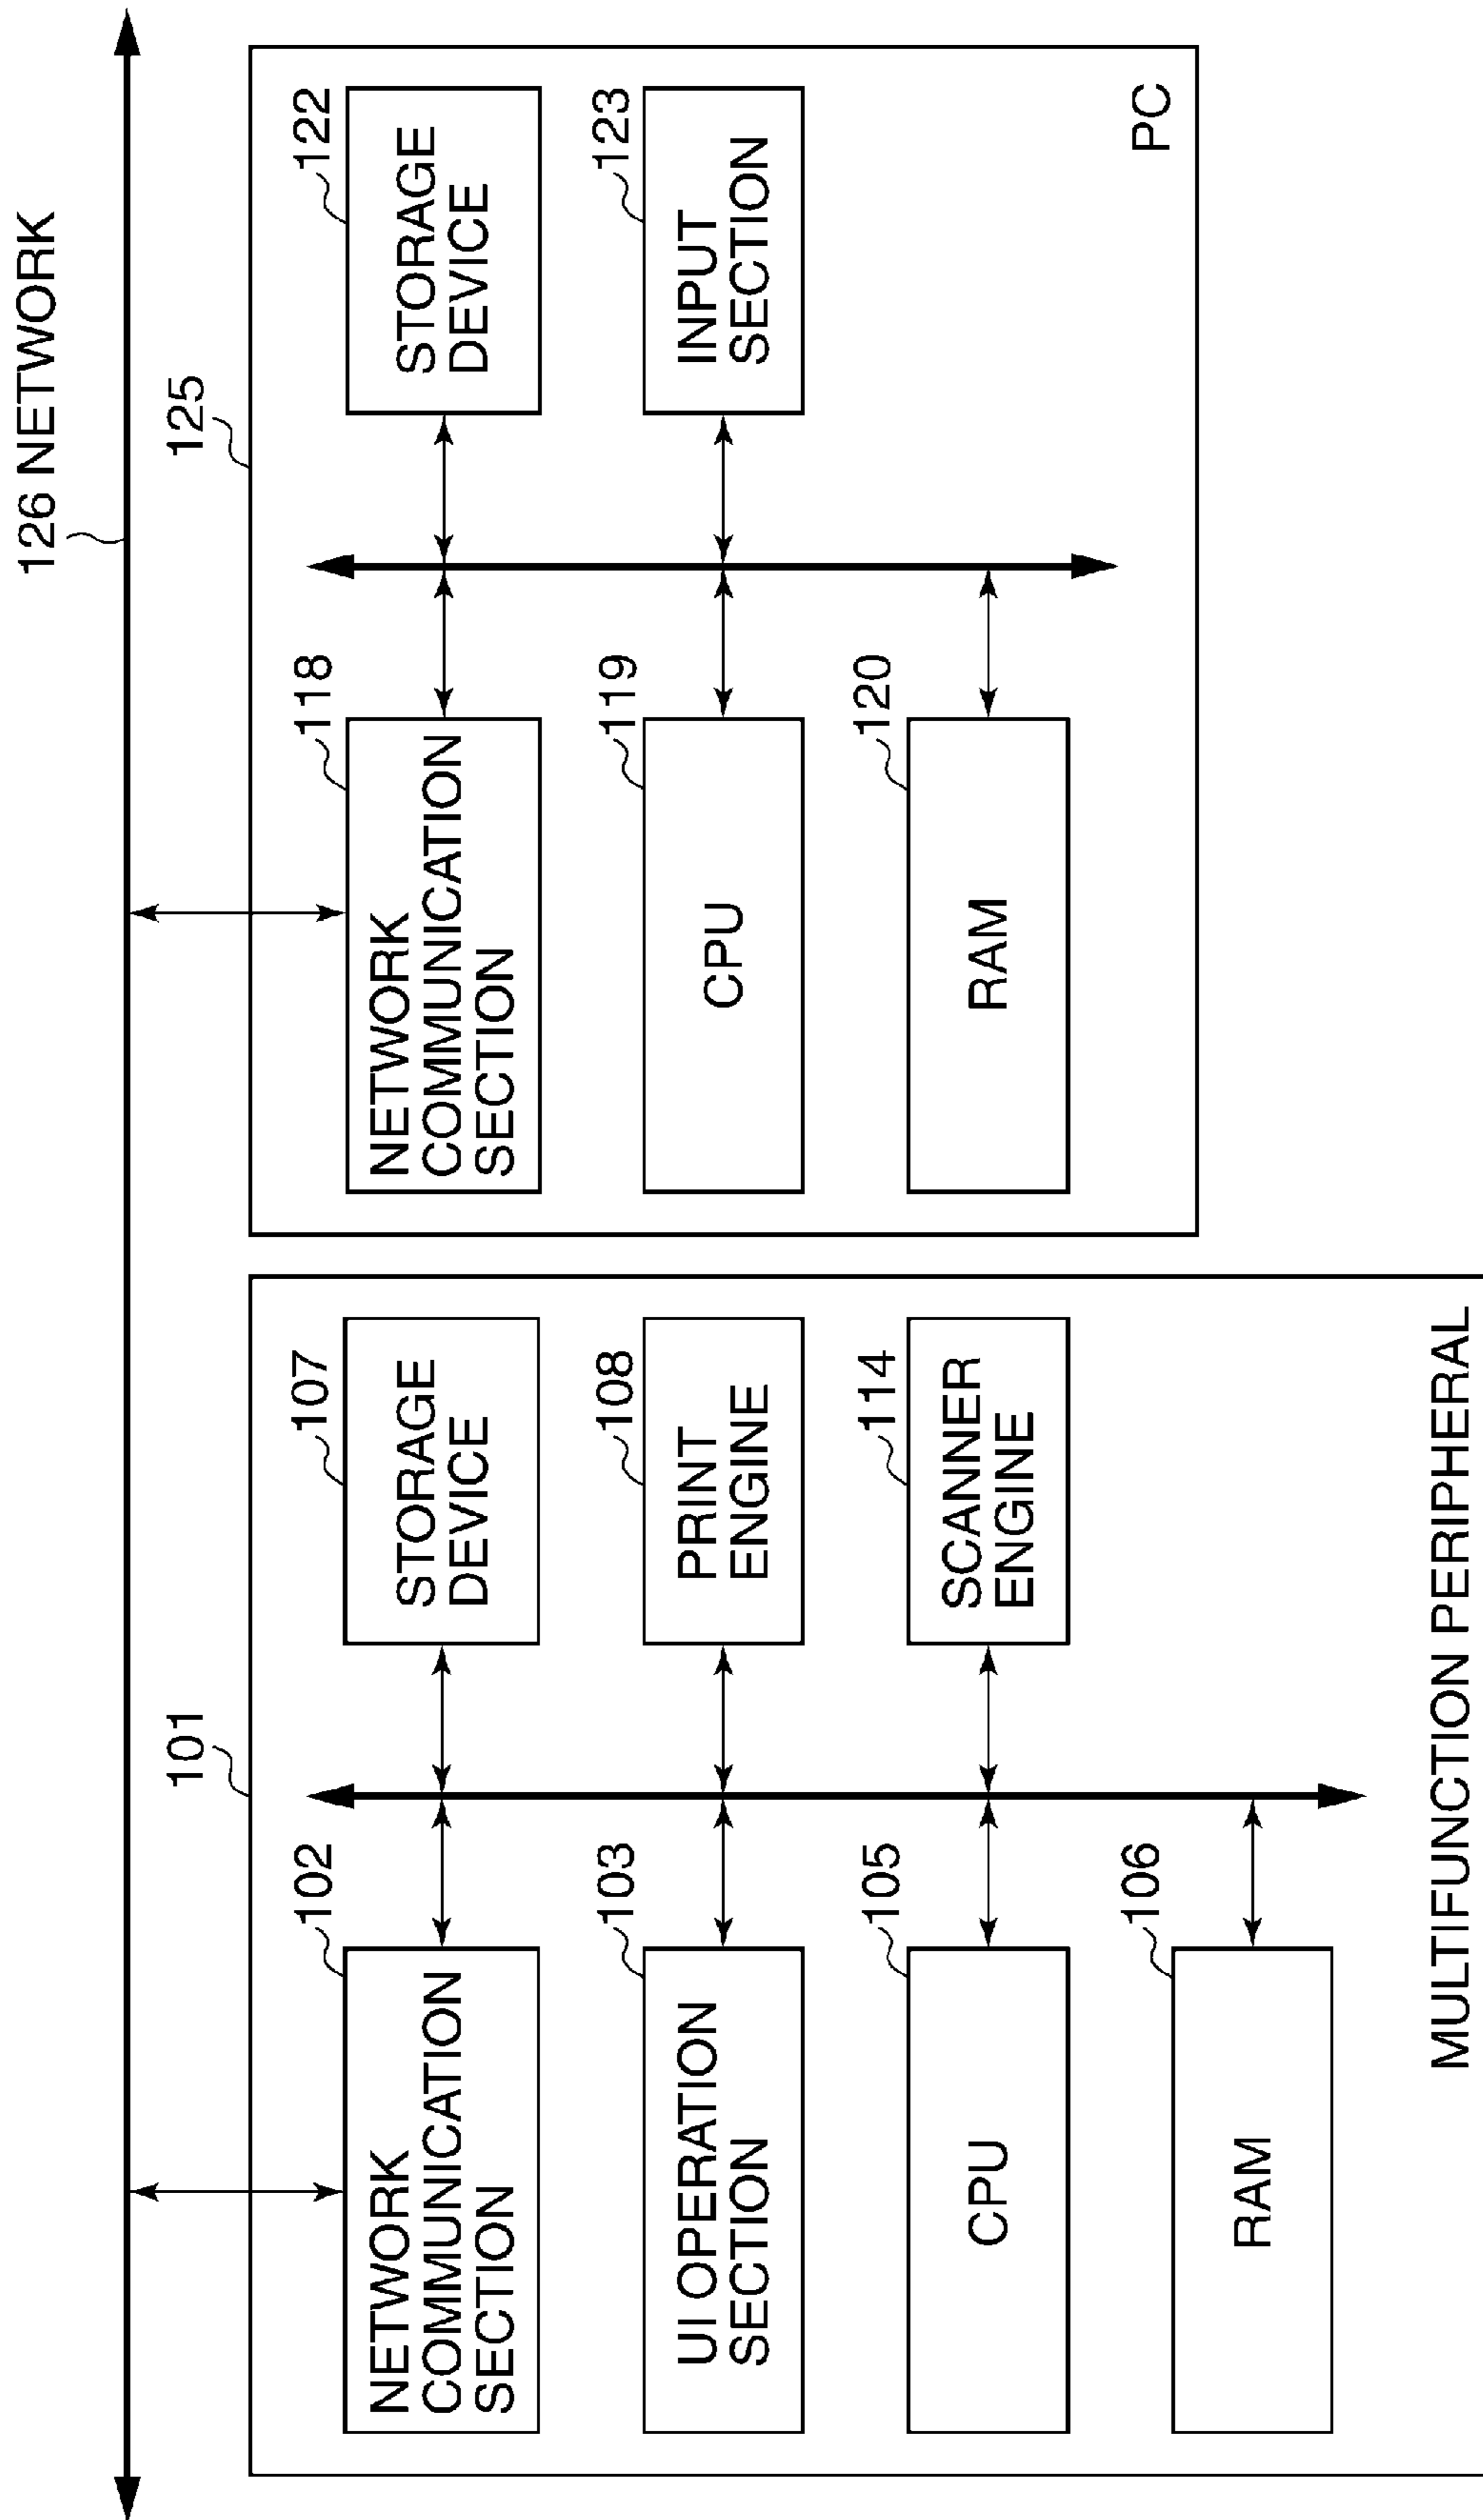 126 NETWORK
101
102
NETWORK
COMMUNICATION
SECTION
107
STORAGE
DEVICE
103
UI OPERATION
SECTION
108
PRINT
ENGINE
105
CPU
114
SCANNER
ENGINE
106
RAM
MULTIFUNCTION PERIPHERAL
125
118
NETWORK
COMMUNICATION
SECTION
122
STORAGE
DEVICE
119
CPU
123
INPUT
SECTION
120
RAM
PC